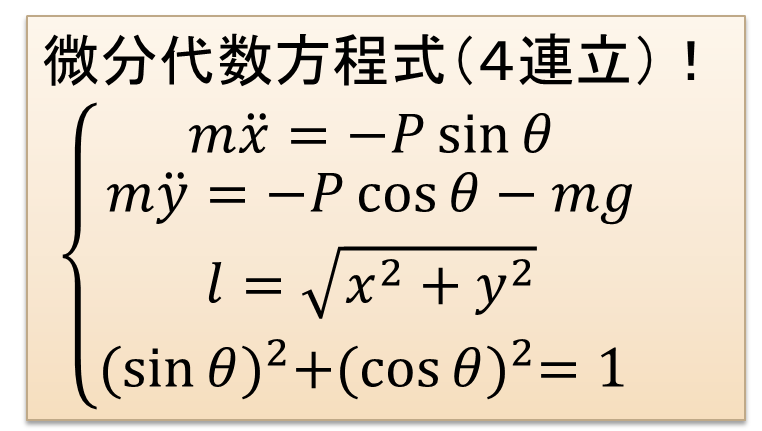 微分代数方程式(４連立)！
mẍ = −P sin θ
mÿ = −P cos θ − mg
l = √(x² + y²)
(sin θ)²+(cos θ)²= 1